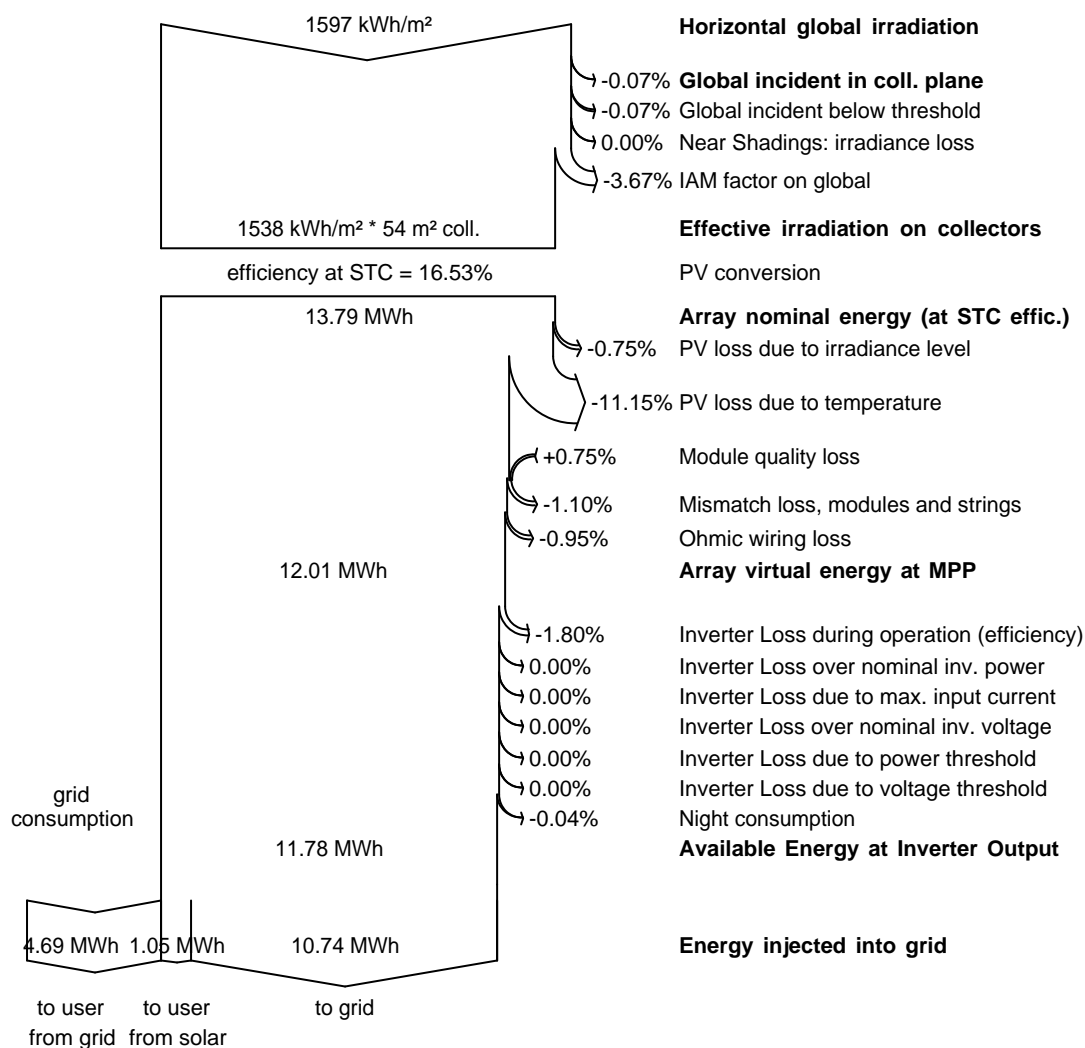 1597 kWh/m² Horizontal global irradiation
-0.07% Global incident in coll. plane
-0.07% Global incident below threshold
0.00% Near Shadings: irradiance loss
-3.67% IAM factor on global
1538 kWh/m² * 54 m² coll. Effective irradiation on collectors
efficiency at STC = 16.53% PV conversion
13.79 MWh Array nominal energy (at STC effic.)
-0.75% PV loss due to irradiance level
-11.15% PV loss due to temperature
+0.75% Module quality loss
-1.10% Mismatch loss, modules and strings
-0.95% Ohmic wiring loss
12.01 MWh Array virtual energy at MPP
-1.80% Inverter Loss during operation (efficiency)
0.00% Inverter Loss over nominal inv. power
0.00% Inverter Loss due to max. input current
0.00% Inverter Loss over nominal inv. voltage
0.00% Inverter Loss due to power threshold
0.00% Inverter Loss due to voltage threshold
grid
consumption
-0.04% Night consumption
11.78 MWh Available Energy at Inverter Output
4.69 MWh 1.05 MWh 10.74 MWh Energy injected into grid
to user to user to grid
from grid from solar